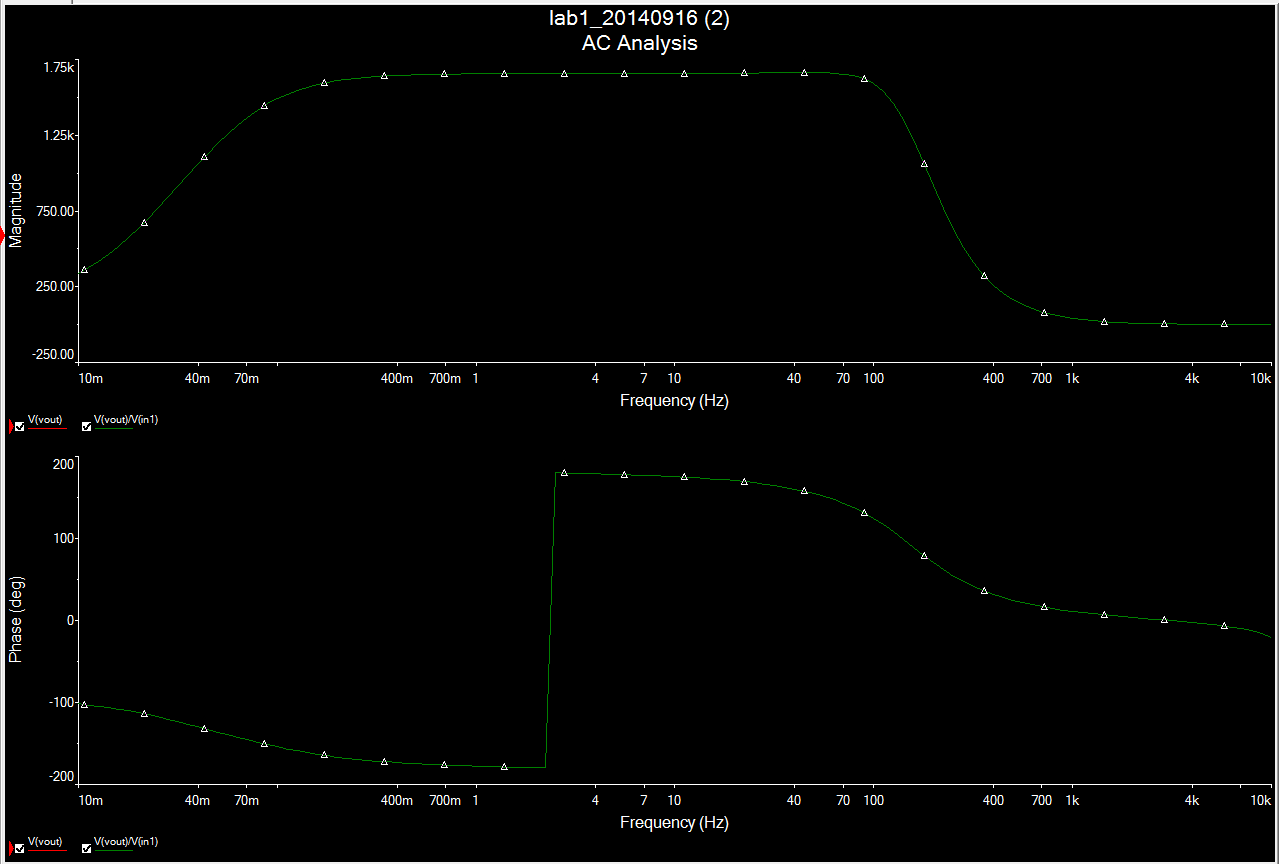 lab1_20140916 (2)
AC Analysis
1.75k
1.25k
750.00
250.00
-250.00
Magnitude
10m 40m 70m 400m 700m 1 4 7 10 40 70 100 400 700 1k 4k 10k
Frequency (Hz)
V(vout) V(vout)/V(in1)
200
100
0
-100
-200
Phase (deg)
10m 40m 70m 400m 700m 1 4 7 10 40 70 100 400 700 1k 4k 10k
Frequency (Hz)
V(vout) V(vout)/V(in1)